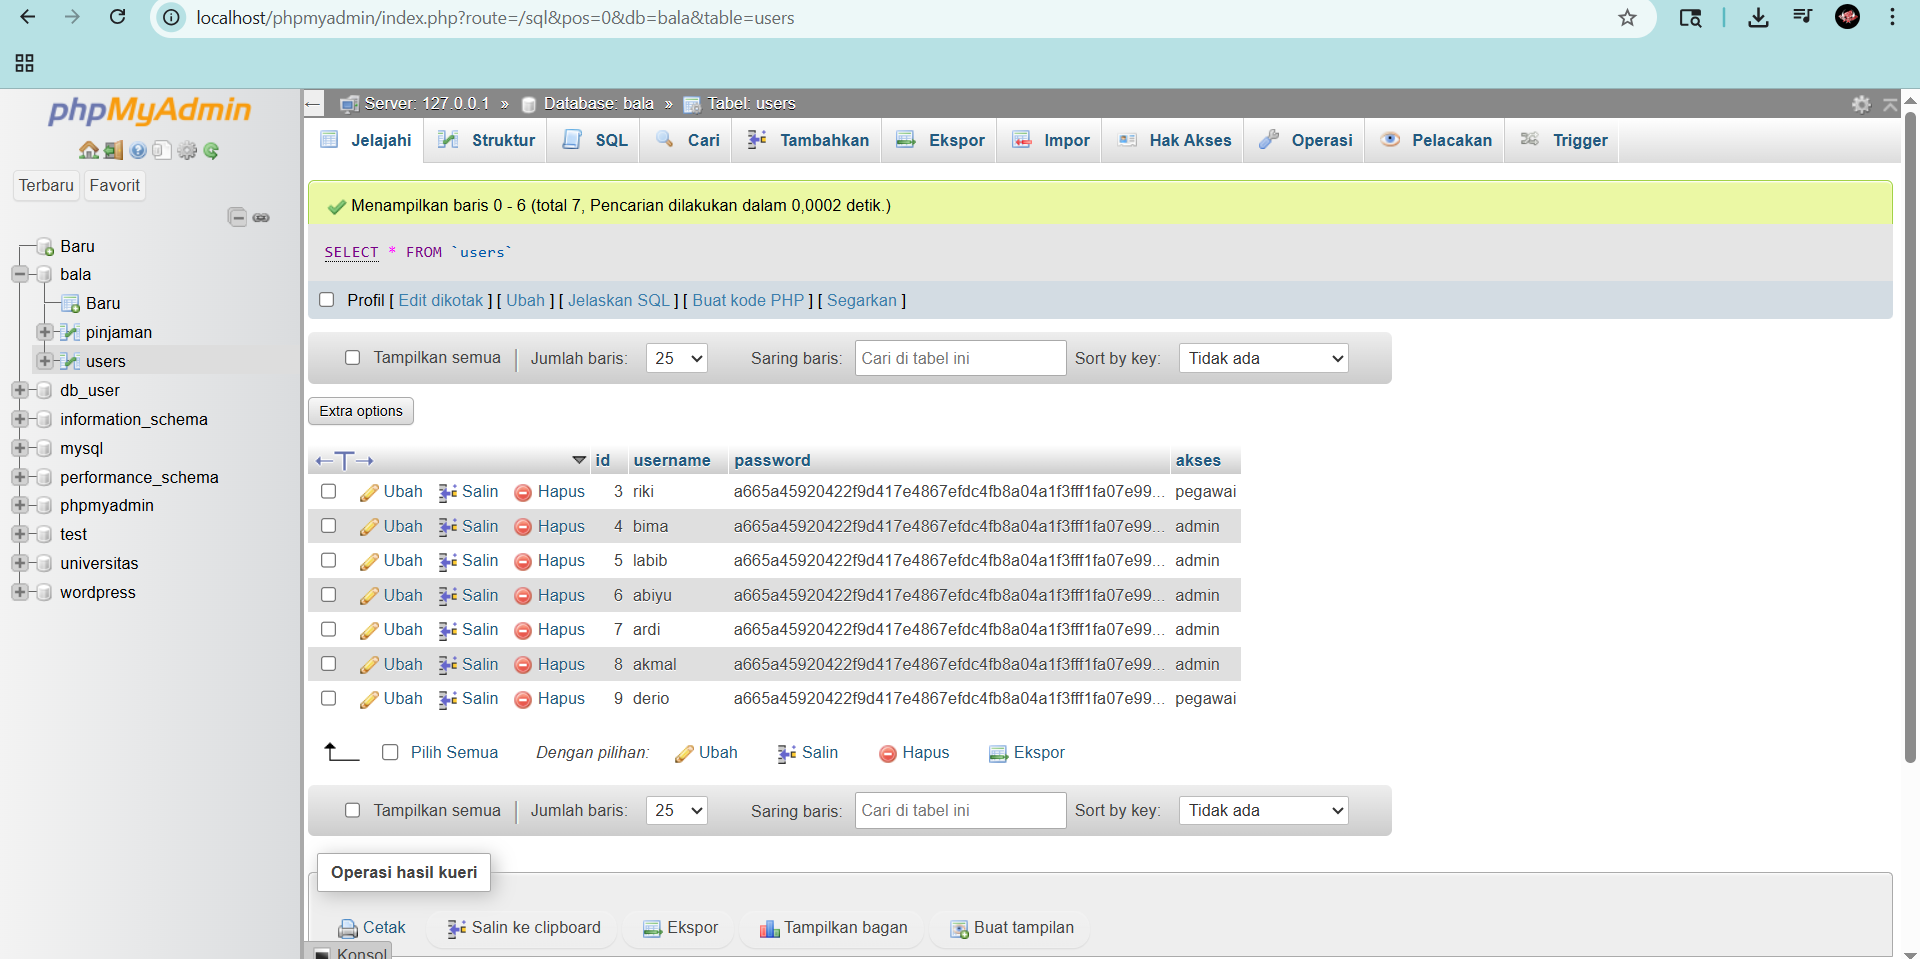 localhost/phpmyadmin/index.php?route=/sql&pos=0&db=bala&table=users
phpMyAdmin
Terbaru Favorit
Baru
bala
Baru
pinjaman
users
db_user
information_schema
mysql
performance_schema
phpmyadmin
test
universitas
wordpress
Server: 127.0.0.1 » Database: bala » Tabel: users
Jelajahi Struktur SQL Cari Tambahkan Ekspor Impor Hak Akses Operasi Pelacakan Trigger
Menampilkan baris 0 - 6 (total 7, Pencarian dilakukan dalam 0,0002 detik.)
SELECT * FROM `users`
Profil [ Edit dikotak ] [ Ubah ] [ Jelaskan SQL ] [ Buat kode PHP ] [ Segarkan ]
Tampilkan semua Jumlah baris: 25 Saring baris: Cari di tabel ini Sort by key: Tidak ada
Extra options
id username password akses
Ubah Salin Hapus 3 riki a665a45920422f9d417e4867efdc4fb8a04a1f3fff1fa07e99... pegawai
Ubah Salin Hapus 4 bima a665a45920422f9d417e4867efdc4fb8a04a1f3fff1fa07e99... admin
Ubah Salin Hapus 5 labib a665a45920422f9d417e4867efdc4fb8a04a1f3fff1fa07e99... admin
Ubah Salin Hapus 6 abiyu a665a45920422f9d417e4867efdc4fb8a04a1f3fff1fa07e99... admin
Ubah Salin Hapus 7 ardi a665a45920422f9d417e4867efdc4fb8a04a1f3fff1fa07e99... admin
Ubah Salin Hapus 8 akmal a665a45920422f9d417e4867efdc4fb8a04a1f3fff1fa07e99... admin
Ubah Salin Hapus 9 derio a665a45920422f9d417e4867efdc4fb8a04a1f3fff1fa07e99... pegawai
Pilih Semua Dengan pilihan: Ubah Salin Hapus Ekspor
Tampilkan semua Jumlah baris: 25 Saring baris: Cari di tabel ini Sort by key: Tidak ada
Operasi hasil kueri
Cetak Salin ke clipboard Ekspor Tampilkan bagan Buat tampilan
Konsol